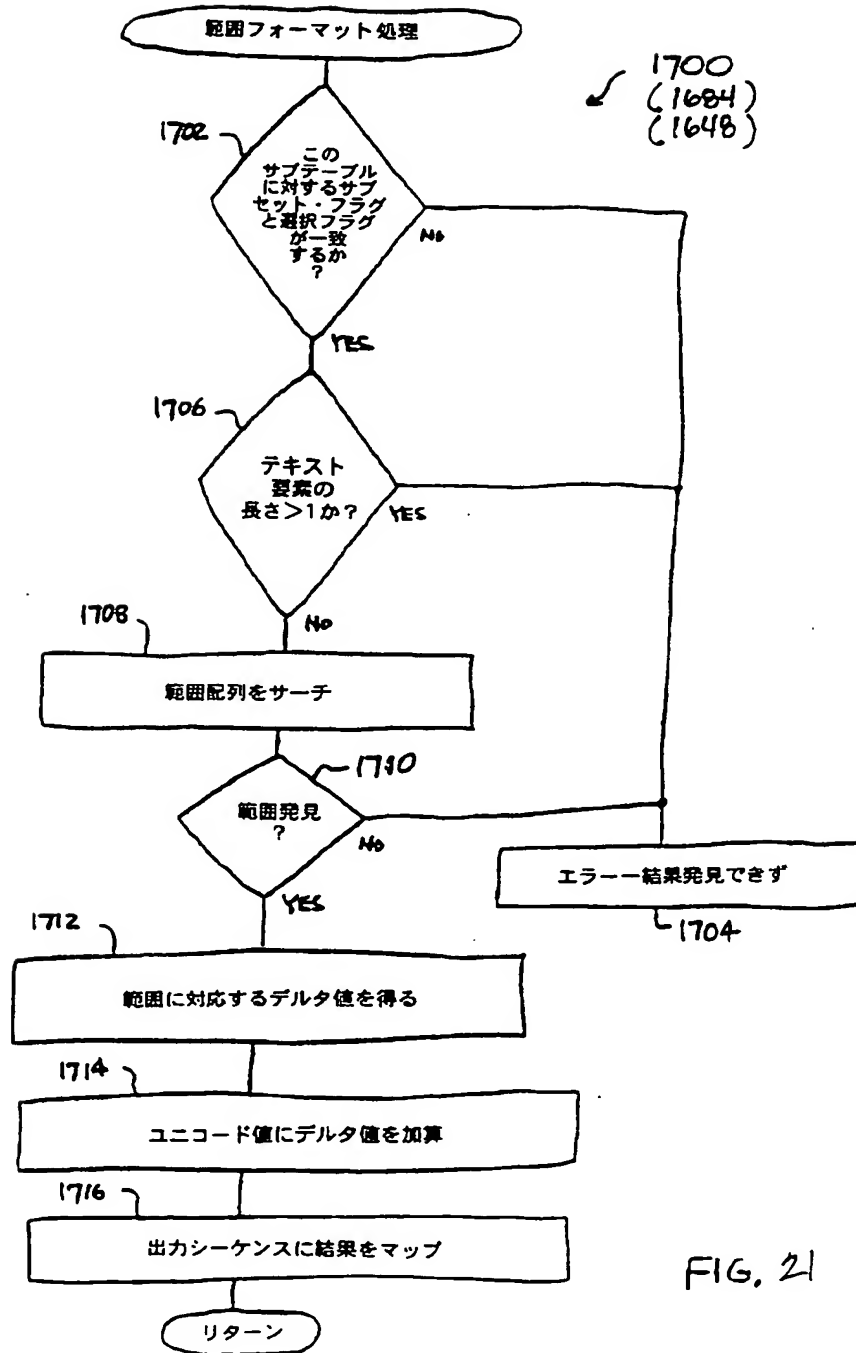 範囲フォーマット処理
1700
(1684)
(1648)
1702
この
サブテーブル
に対するサブ
セット・フラグ
と選択フラグ
が一致
するか
?
NO
YES
1706
テキスト
要素の
長さ>1か?
YES
NO
1708
範囲配列をサーチ
1710
範囲発見
?
NO
YES
エラー－結果発見できず
1704
1712
範囲に対応するデルタ値を得る
1714
ユニコード値にデルタ値を加算
1716
出力シーケンスに結果をマップ
リターン
FIG. 21